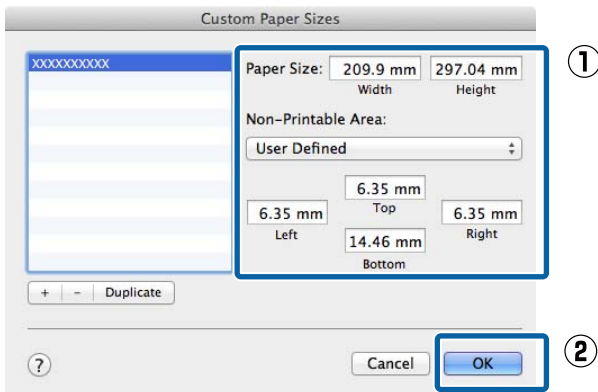 Custom Paper Sizes
XXXXXXXXXX
Paper Size: 209.9 mm 297.04 mm
Width Height
Non-Printable Area:
User Defined
6.35 mm
Top
6.35 mm 6.35 mm
Left Right
14.46 mm
Bottom
+ - Duplicate
? Cancel OK
①
②